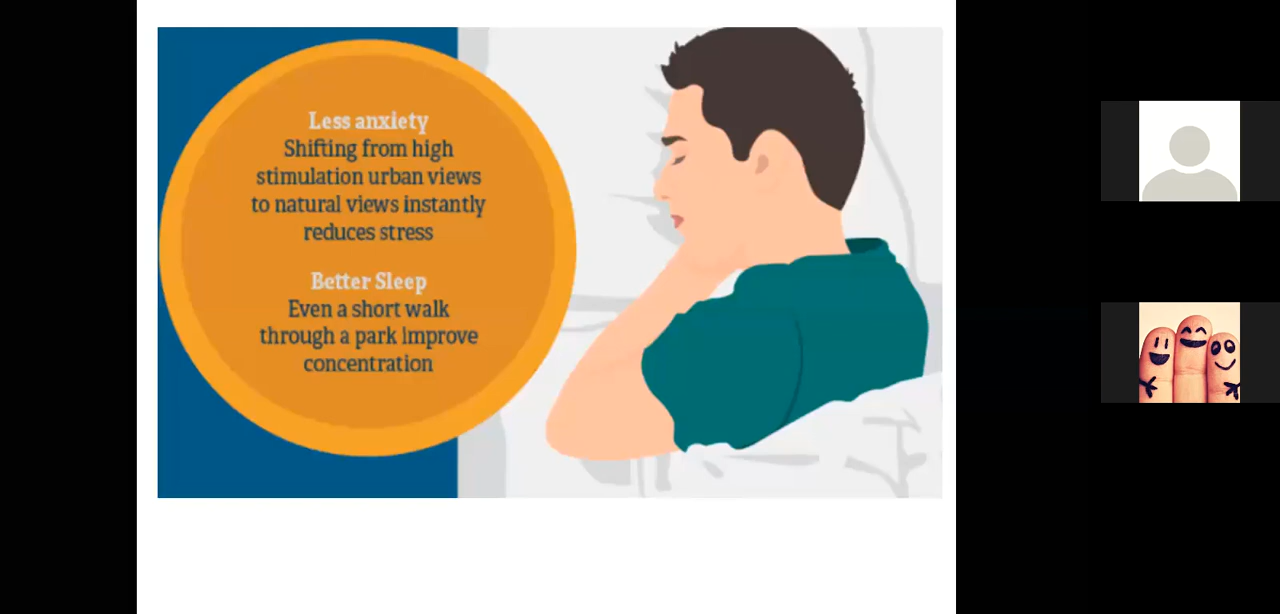 Less anxiety
Shifting from high
stimulation urban views
to natural views instantly
reduces stress
Better Sleep
Even a short walk
through a park improve
concentration